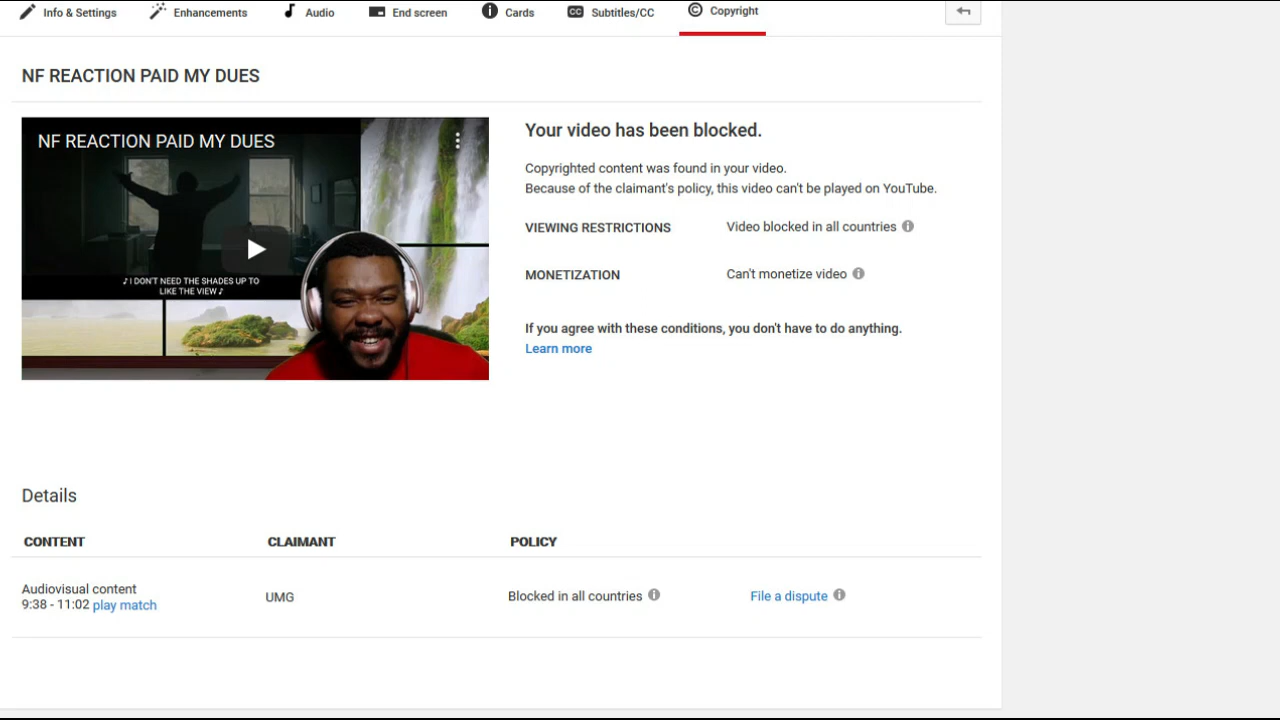 Info & Settings
Enhancements
Audio
End screen
Cards
CC Subtitles/CC
© Copyright
NF REACTION PAID MY DUES
NF REACTION PAID MY DUES
♪ I DON'T NEED THE SHADES UP TO
LIKE THE VIEW ♪
Your video has been blocked.
Copyrighted content was found in your video.
Because of the claimant's policy, this video can't be played on YouTube.
VIEWING RESTRICTIONS Video blocked in all countries
MONETIZATION Can't monetize video
If you agree with these conditions, you don't have to do anything.
Learn more
Details
CONTENT CLAIMANT POLICY
Audiovisual content
9:38 - 11:02 play match
UMG
Blocked in all countries
File a dispute